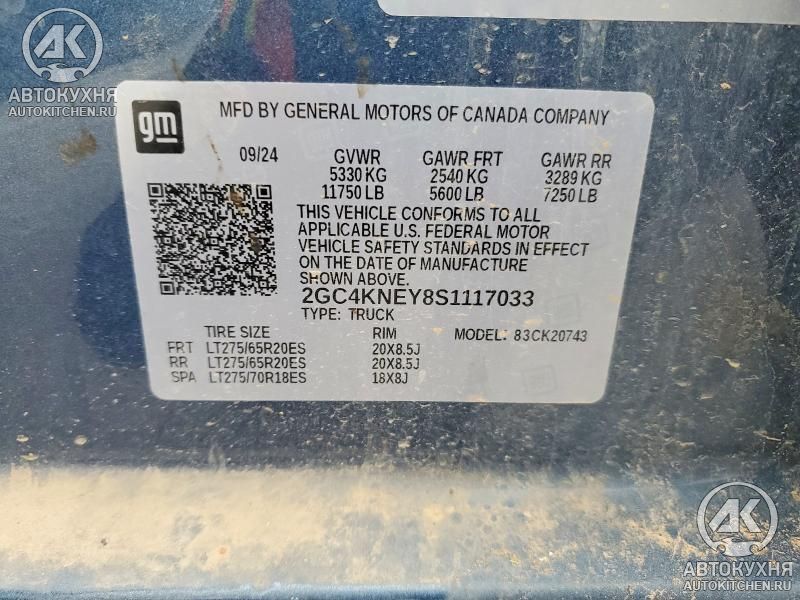 АК
АВТОКУХНЯ
AUTOKITCHEN.RU
gm
MFD BY GENERAL MOTORS OF CANADA COMPANY
09/24 GVWR GAWR FRT GAWR RR
5330 KG 2540 KG 3289 KG
11750 LB 5600 LB 7250 LB
THIS VEHICLE CONFORMS TO ALL
APPLICABLE U.S. FEDERAL MOTOR
VEHICLE SAFETY STANDARDS IN EFFECT
ON THE DATE OF MANUFACTURE
SHOWN ABOVE.
2GC4KNEY8S1117033
TYPE: TRUCK
TIRE SIZE RIM MODEL: 83CK20743
FRT LT275/65R20ES 20X8.5J
RR LT275/65R20ES 20X8.5J
SPA LT275/70R18ES 18X8J
АК
АВТОКУХНЯ
AUTOKITCHEN.RU